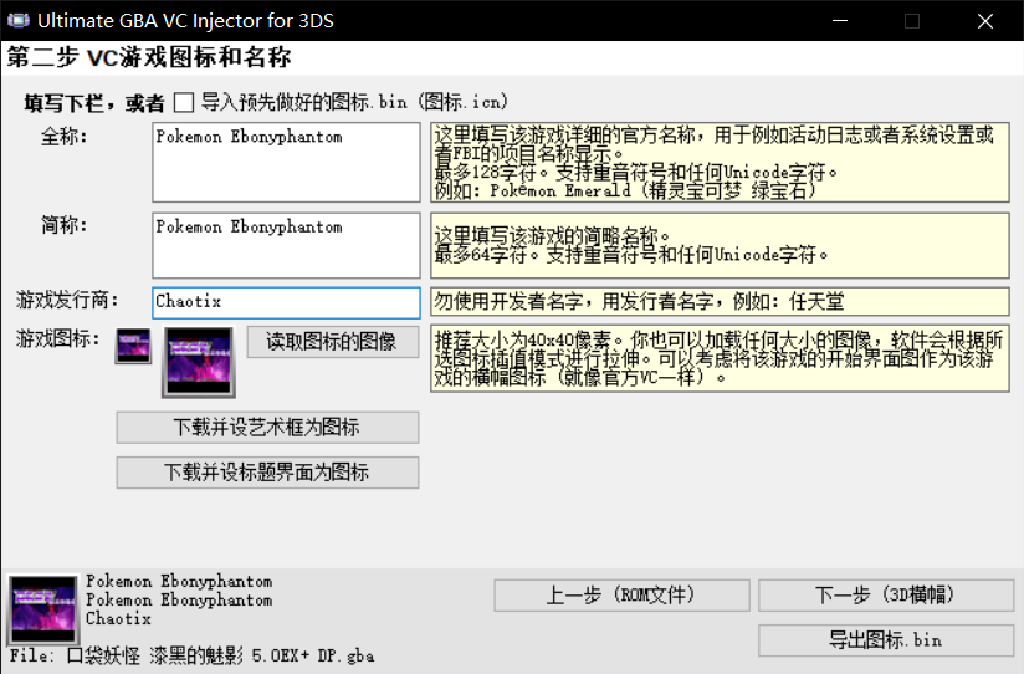 Ultimate GBA VC Injector for 3DS
第二步 VC游戏图标和名称
填写下栏，或者 导入预先做好的图标.bin (图标.icn)
全称:
Pokemon Ebonyphantom
这里填写该游戏详细的官方名称，用于例如活动日志或者系统设置或
者FBI的项目名称显示。
最多128字符。支持重音符号和任何Unicode字符。
例如: Pokémon Emerald (精灵宝可梦 绿宝石)
简称:
Pokemon Ebonyphantom
这里填写该游戏的简略名称。
最多64字符。支持重音符号和任何Unicode字符。
游戏发行商:
Chaotix
勿使用开发者名字，用发行者名字，例如: 任天堂
游戏图标:
读取图标的图像
推荐大小为40x40像素。你也可以加载任何大小的图像，软件会根据所
选图标插值模式进行拉伸。可以考虑将该游戏的开始界面图作为该游
戏的横幅图标 (就像官方VC一样) 。
下载并设艺术框为图标
下载并设标题界面为图标
Pokemon Ebonyphantom
Pokemon Ebonyphantom
Chaotix
上一步 (ROM文件)
下一步 (3D横幅)
导出图标.bin
File: 口袋妖怪 漆黑的魅影 5.0EX+ DP.gba